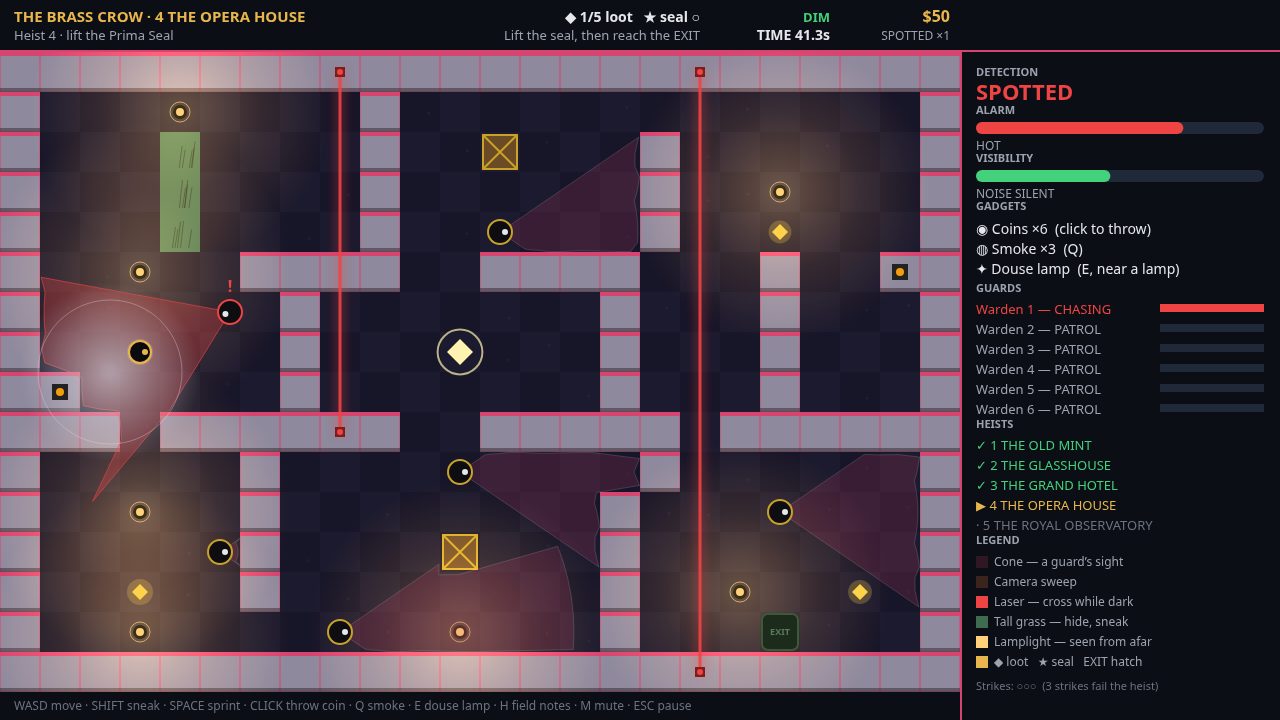 THE BRASS CROW · 4 THE OPERA HOUSE
Heist 4 · lift the Prima Seal
◆ 1/5 loot ★ seal ○
Lift the seal, then reach the EXIT
DIM
TIME 41.3s
$50
SPOTTED ×1
DETECTION
SPOTTED
ALARM
HOT
VISIBILITY
NOISE SILENT
GADGETS
◉ Coins ×6 (click to throw)
◍ Smoke ×3 (Q)
✦ Douse lamp (E, near a lamp)
GUARDS
Warden 1 — CHASING
Warden 2 — PATROL
Warden 3 — PATROL
Warden 4 — PATROL
Warden 5 — PATROL
Warden 6 — PATROL
HEISTS
✓ 1 THE OLD MINT
✓ 2 THE GLASSHOUSE
✓ 3 THE GRAND HOTEL
▶ 4 THE OPERA HOUSE
· 5 THE ROYAL OBSERVATORY
LEGEND
Cone — a guard's sight
Camera sweep
Laser — cross while dark
Tall grass — hide, sneak
Lamplight — seen from afar
◆ loot ★ seal EXIT hatch
Strikes: ○○○ (3 strikes fail the heist)
!
EXIT
WASD move · SHIFT sneak · SPACE sprint · CLICK throw coin · Q smoke · E douse lamp · H field notes · M mute · ESC pause